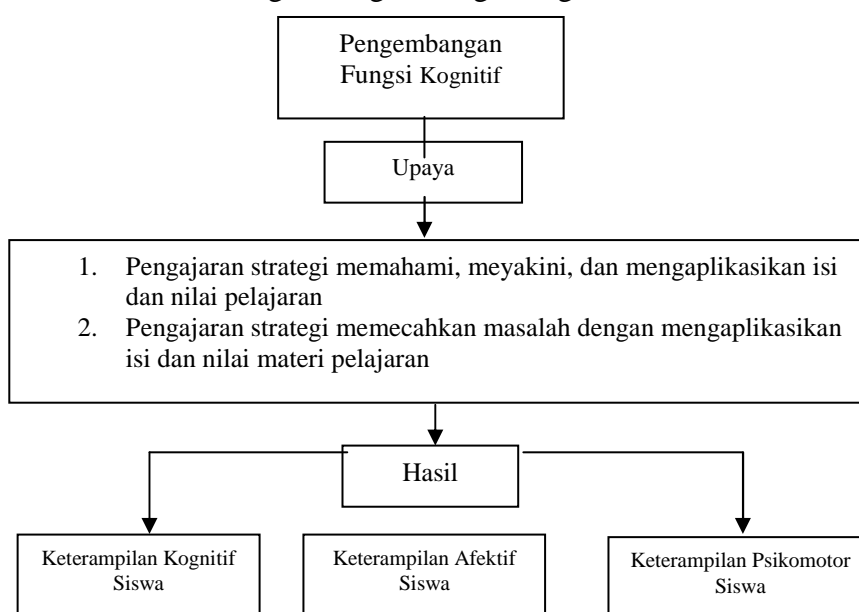 Pengembangan
Fungsi Kognitif
Upaya
1. Pengajaran strategi memahami, meyakini, dan mengaplikasikan isi
dan nilai pelajaran
2. Pengajaran strategi memecahkan masalah dengan mengaplikasikan
isi dan nilai materi pelajaran
Hasil
Keterampilan Kognitif
Siswa
Keterampilan Afektif
Siswa
Keterampilan Psikomotor
Siswa